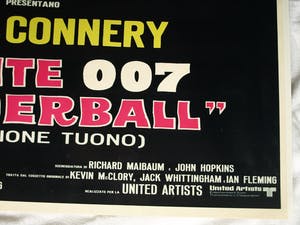 PRESENTANO
CONNERY
NTE 007
ERBALL"
IONE TUONO)
SCENEGGIATURA DI RICHARD MAIBAUM . JOHN HOPKINS
TRATTA DAL SOGGETTO ORIGINALE DI KEVIN McCLORY, JACK WHITTINGHAM, IAN FLEMING
REALIZZATO PER LA UNITED ARTISTS
United Artists